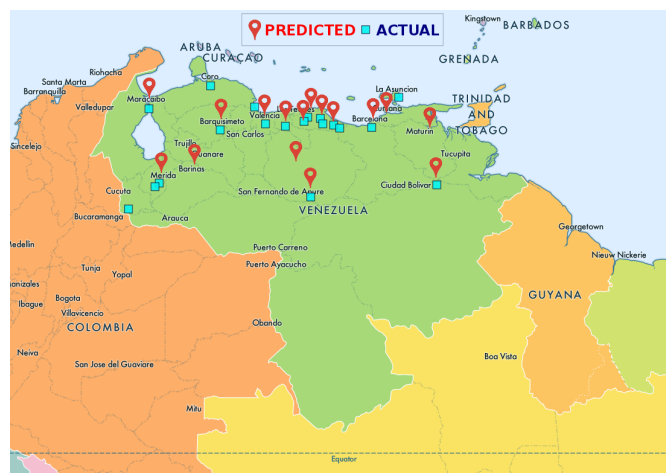 Kingstown
BARBADOS
PREDICTED ACTUAL
ARUBA
CURAÇAO
GRENADA
Riohacha
Santa Marta
Coro
Barranquilla
La Asuncion
Maracaibo
TRINIDAD
AND
TOBAGO
Valledupar
Cumana
Barquisimeto
Valencia
Barcelona
San Carlos
Maturin
Sincelejo
Trujillo
Guanare
Tucupita
Barinas
Merida
Cucuta
San Fernando de Apure
Ciudad Bolivar
Bucaramanga
Arauca
VENEZUELA
Georgetown
Medellin
Puerto Carreno
Nieuw Nickerie
Tunja
Yopal
Puerto Ayacucho
Manizales
Bogota
GUYANA
Ibague
Villavicencio
COLOMBIA
Obando
Neiva
San Jose del Guaviare
Boa Vista
Mitu
Equator